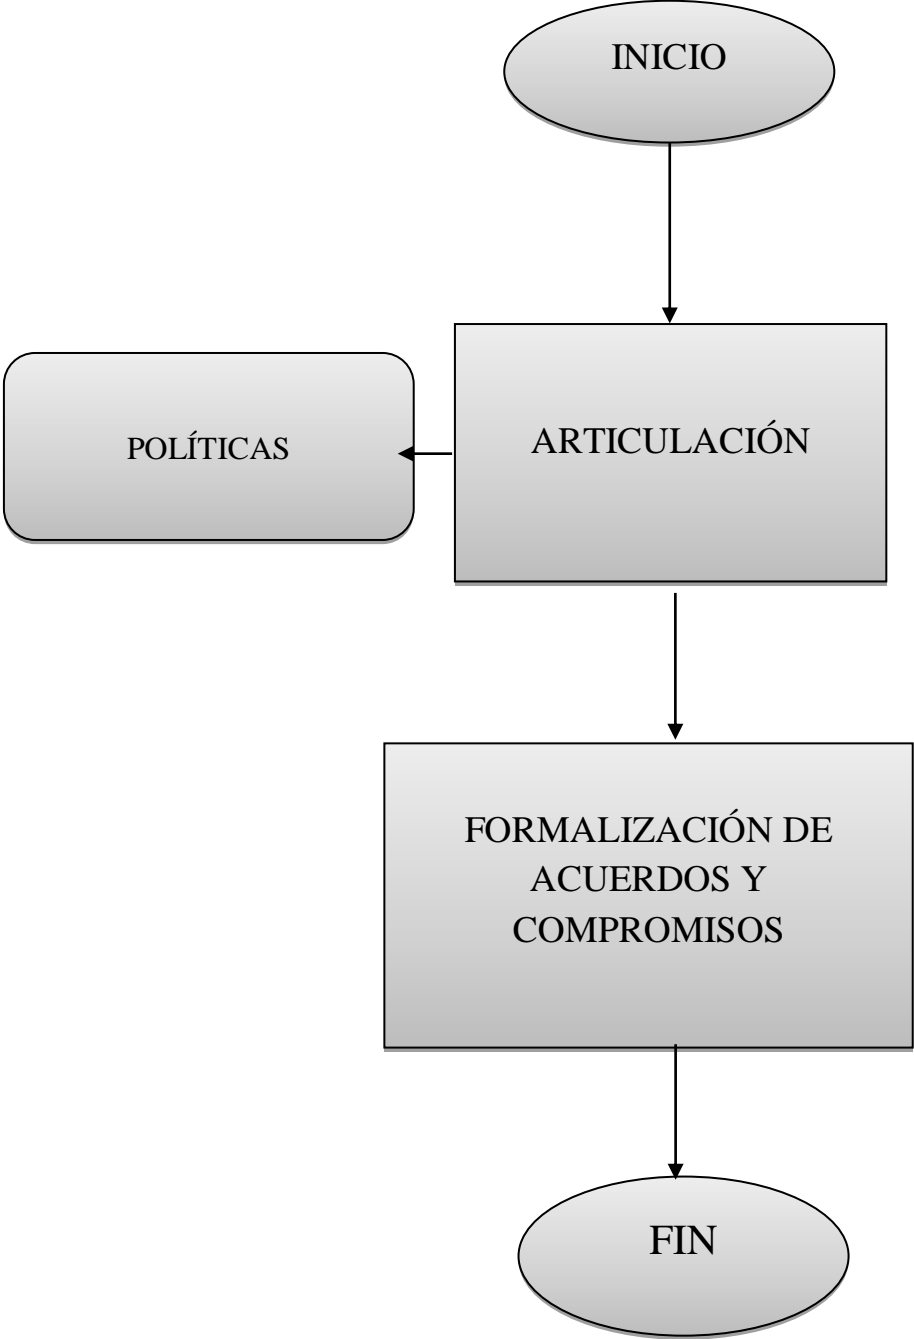 INICIO
POLÍTICAS
ARTICULACIÓN
FORMALIZACIÓN DE
ACUERDOS Y
COMPROMISOS
FIN